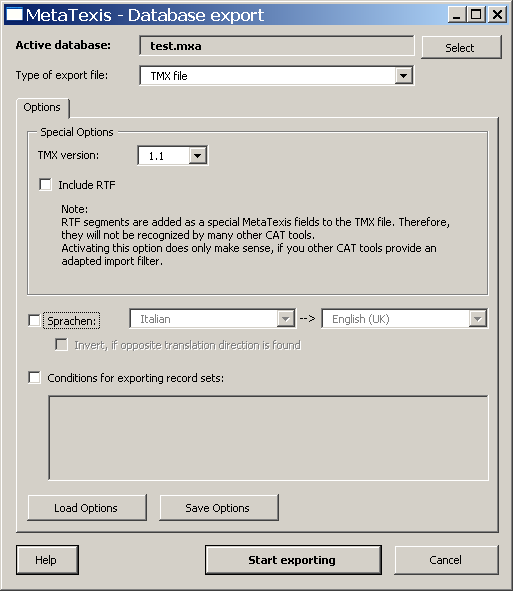 MetaTexis - Database export
Active database: test.mxa Select
Type of export file: TMX file
Options
Special Options
TMX version: 1.1
Include RTF
Note:
RTF segments are added as a special MetaTexis fields to the TMX file. Therefore,
they will not be recognized by many other CAT tools.
Activating this option does only make sense, if you other CAT tools provide an
adapted import filter.
Sprachen: Italian --> English (UK)
Invert, if opposite translation direction is found
Conditions for exporting record sets:
Load Options Save Options
Help Start exporting Cancel